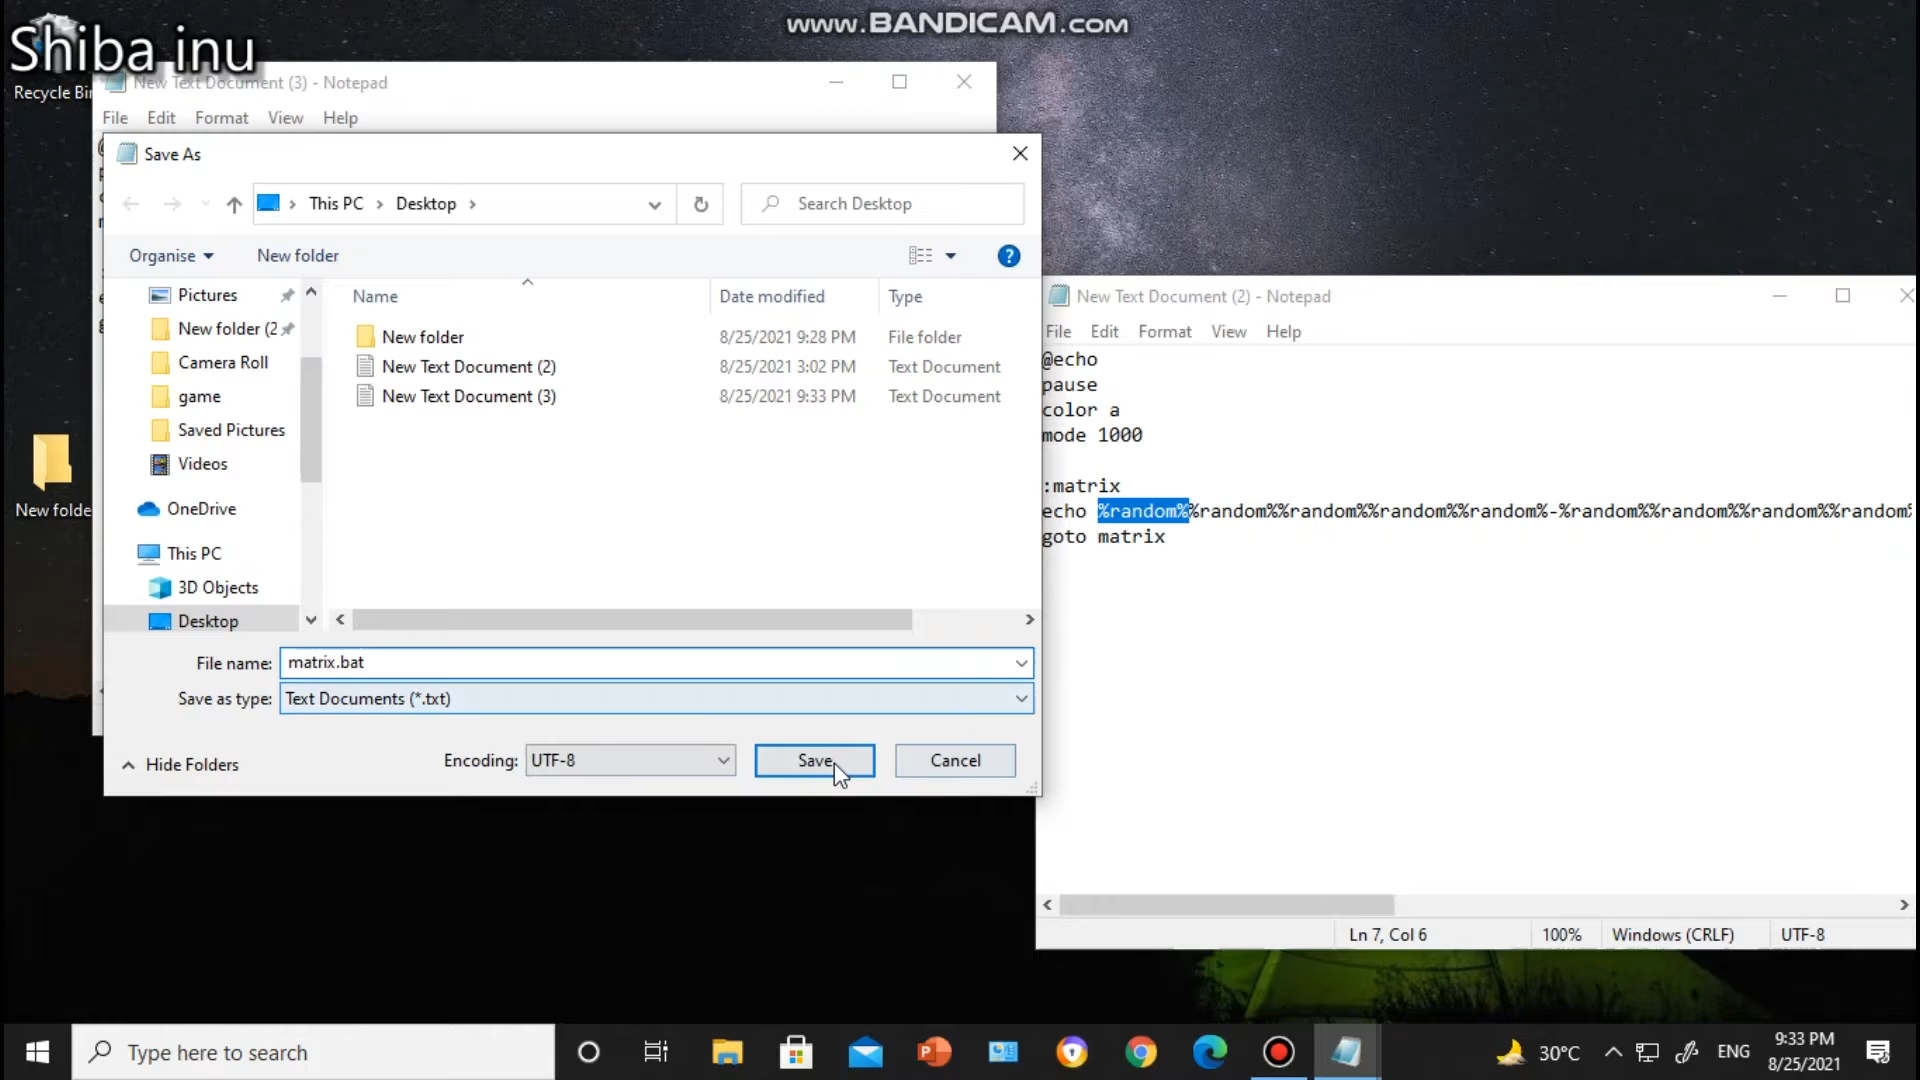 www.BANDICAM.com
Shiba inu
Recycle Bin
New Text Document (3) - Notepad
File Edit Format View Help
Save As
This PC > Desktop >
Search Desktop
Organise
New folder
Name
Date modified
Type
Pictures
New folder (2
Camera Roll
game
Saved Pictures
Videos
OneDrive
This PC
3D Objects
Desktop
New folder 8/25/2021 9:28 PM File folder
New Text Document (2) 8/25/2021 3:02 PM Text Document
New Text Document (3) 8/25/2021 9:33 PM Text Document
File name: matrix.bat
Save as type: Text Documents (*.txt)
Hide Folders
Encoding: UTF-8
Save
Cancel
New folde
New Text Document (2) - Notepad
File Edit Format View Help
@echo
pause
color a
mode 1000
:matrix
echo %random%%random%%random%%random%%random%-%random%%random%%random%%random%
goto matrix
Ln 7, Col 6
100%
Windows (CRLF)
UTF-8
Type here to search
30°C
ENG
9:33 PM
8/25/2021